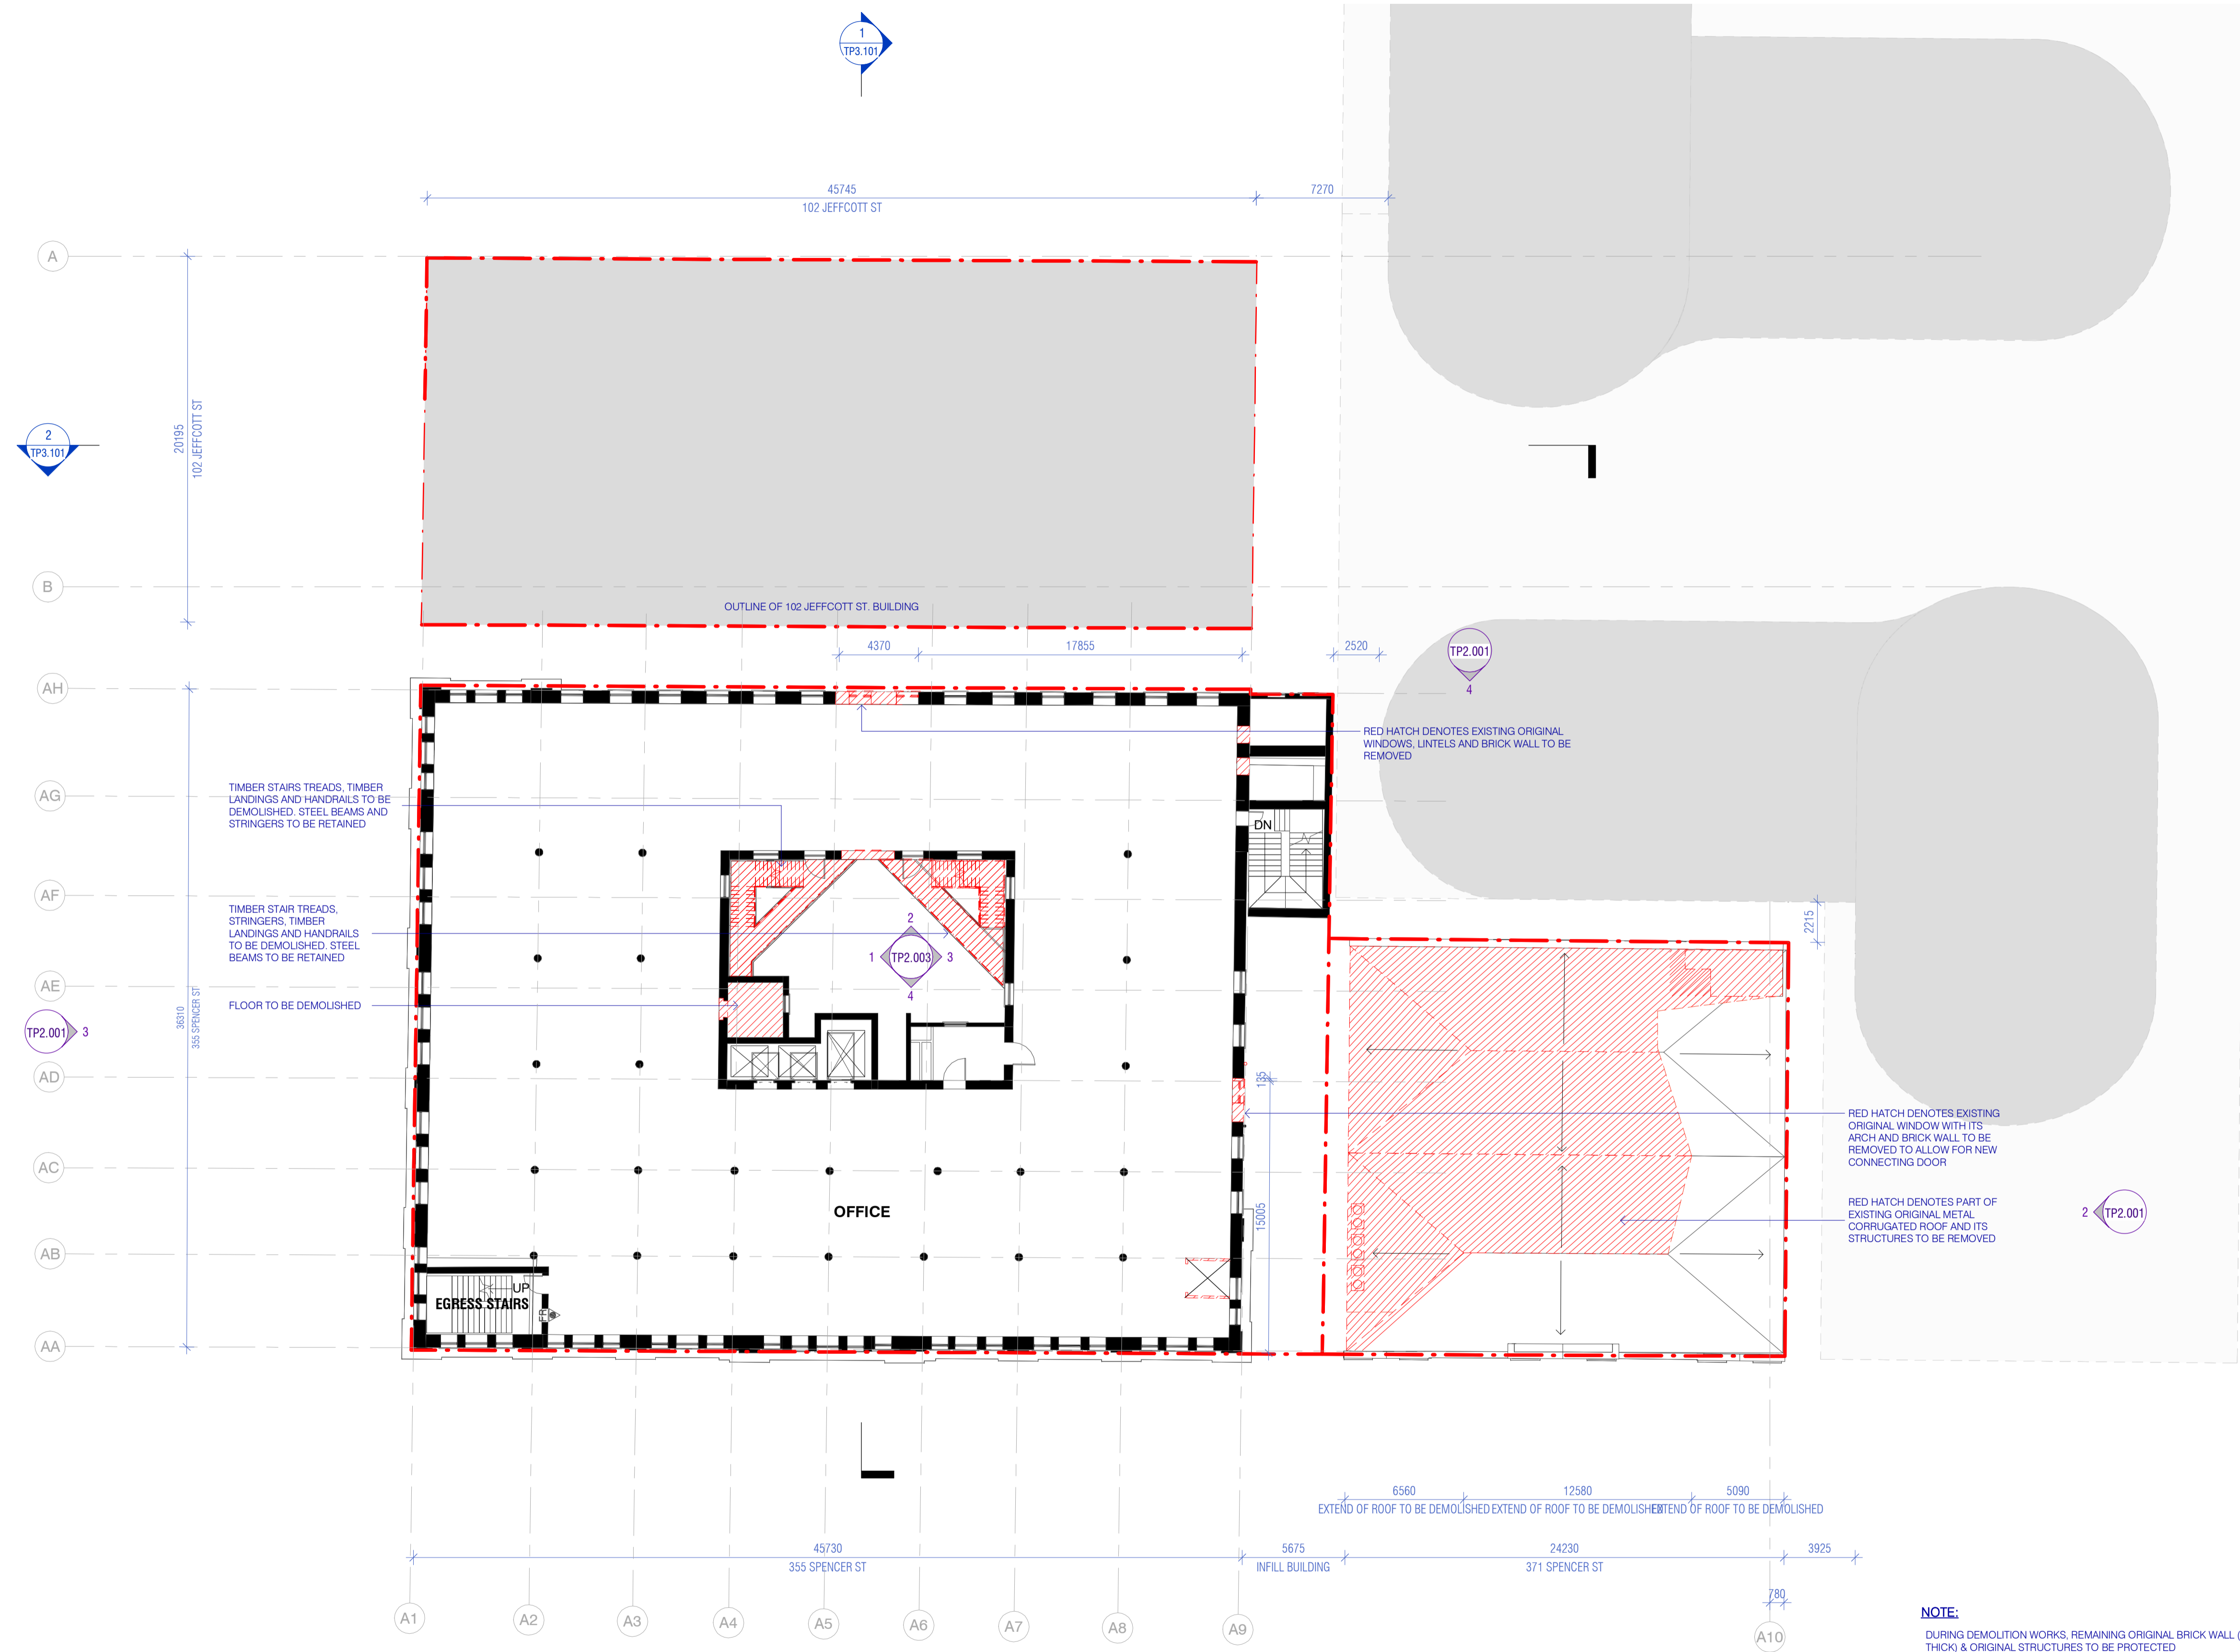 1
TP3.101
45745
102 JEFFCOTT ST
7270
A
20195
102 JEFFCOTT ST
2
TP3.101
B
OUTLINE OF 102 JEFFCOTT ST. BUILDING
4370
17855
2520
TP2.001
4
AH
RED HATCH DENOTES EXISTING ORIGINAL
WINDOWS, LINTELS AND BRICK WALL TO BE
REMOVED
TIMBER STAIRS TREADS, TIMBER
LANDINGS AND HANDRAILS TO BE
DEMOLISHED. STEEL BEAMS AND
STRINGERS TO BE RETAINED
AG
DN
AF
TIMBER STAIR TREADS,
STRINGERS, TIMBER
LANDINGS AND HANDRAILS
TO BE DEMOLISHED. STEEL
BEAMS TO BE RETAINED
2
1
TP2.003
3
4
2215
AE
FLOOR TO BE DEMOLISHED
36310
355 SPENCER ST
TP2.001
3
AD
135
RED HATCH DENOTES EXISTING
ORIGINAL WINDOW WITH ITS
ARCH AND BRICK WALL TO BE
REMOVED TO ALLOW FOR NEW
CONNECTING DOOR
AC
OFFICE
15005
RED HATCH DENOTES PART OF
EXISTING ORIGINAL METAL
CORRUGATED ROOF AND ITS
STRUCTURES TO BE REMOVED
2
TP2.001
AB
UP
EGRESS STAIRS
FR
AA
6560
12580
5090
EXTEND OF ROOF TO BE DEMOLISHED
EXTEND OF ROOF TO BE DEMOLISHED
EXTEND OF ROOF TO BE DEMOLISHED
45730
5675
24230
3925
355 SPENCER ST
INFILL BUILDING
371 SPENCER ST
780
A1
A2
A3
A4
A5
A6
A7
A8
A9
A10
NOTE:
DURING DEMOLITION WORKS, REMAINING ORIGINAL BRICK WALL (
THICK) & ORIGINAL STRUCTURES TO BE PROTECTED